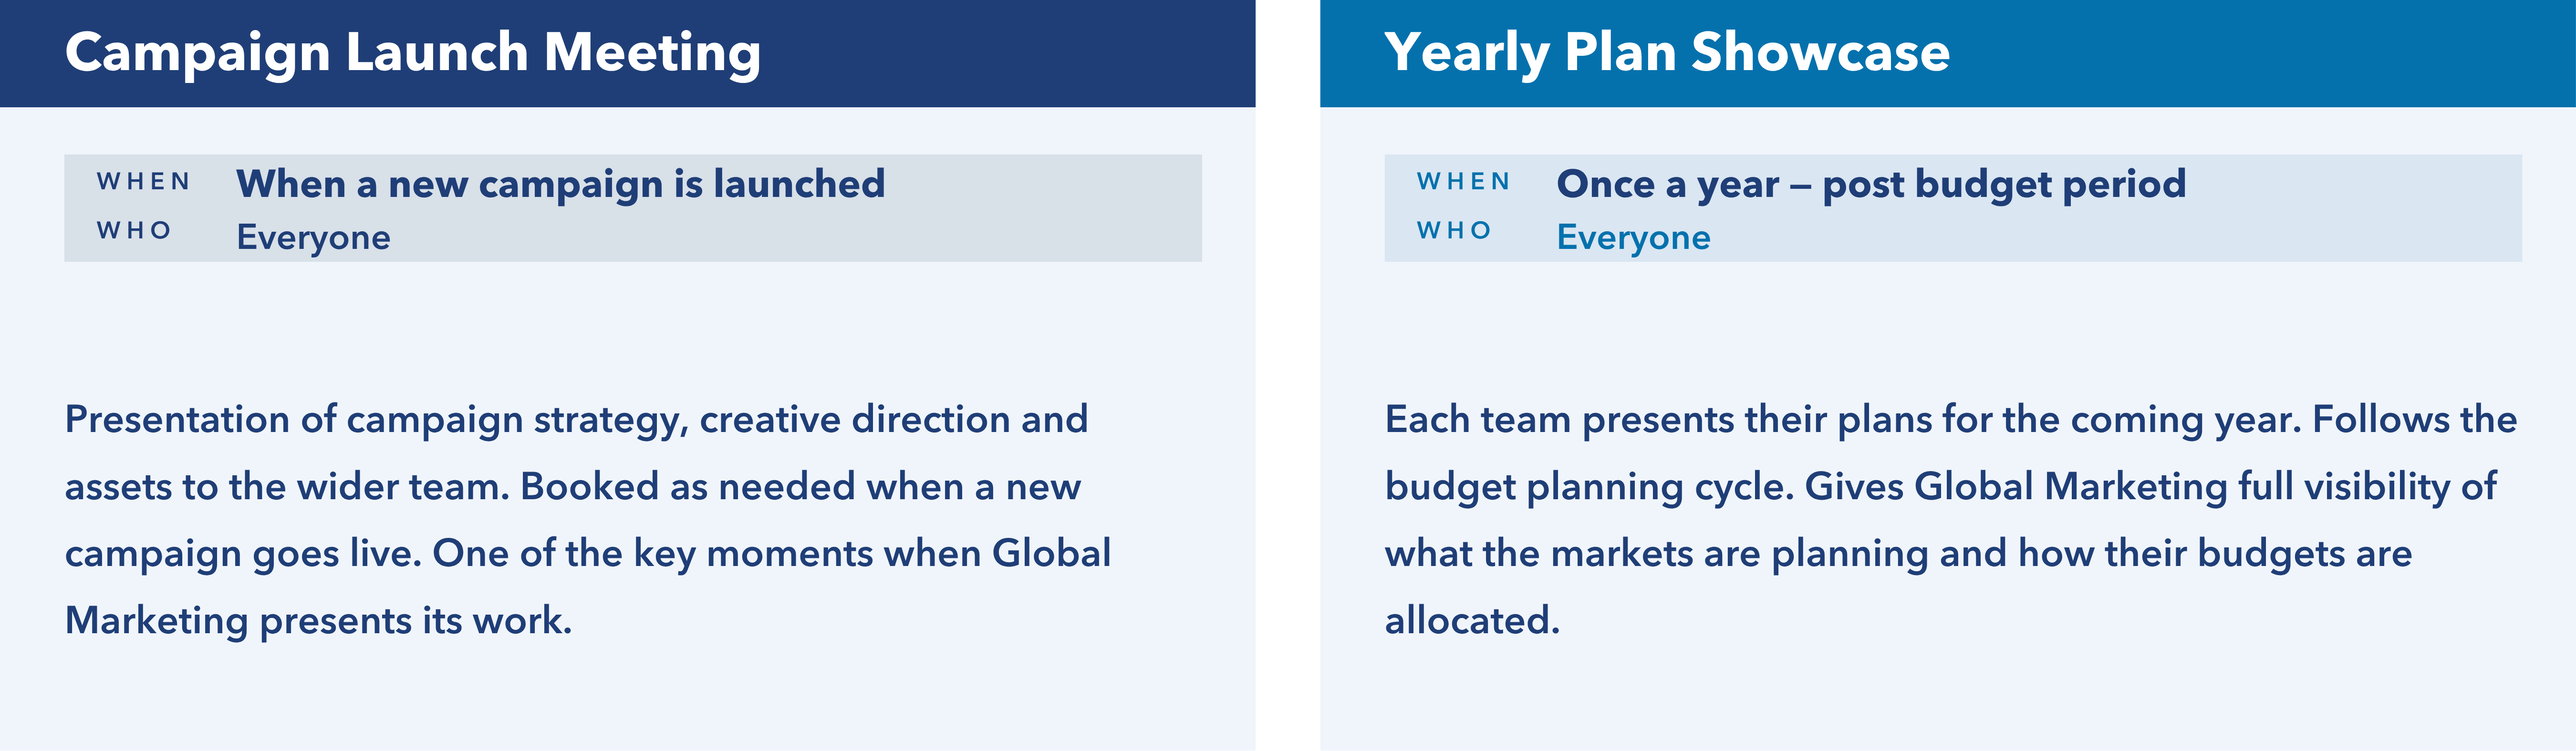 Campaign Launch Meeting
WHEN When a new campaign is launched
WHO Everyone
Presentation of campaign strategy, creative direction and
assets to the wider team. Booked as needed when a new
campaign goes live. One of the key moments when Global
Marketing presents its work.
Yearly Plan Showcase
WHEN Once a year – post budget period
WHO Everyone
Each team presents their plans for the coming year. Follows the
budget planning cycle. Gives Global Marketing full visibility of
what the markets are planning and how their budgets are
allocated.